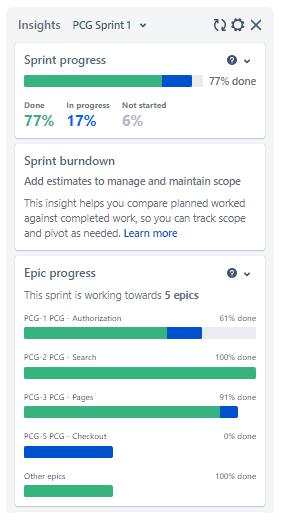 Insights PCG Sprint 1
Sprint progress
77% done
Done In progress Not started
77% 17% 6%
Sprint burndown
Add estimates to manage and maintain scope
This insight helps you compare planned worked
against completed work, so you can track scope
and pivot as needed. Learn more
Epic progress
This sprint is working towards 5 epics
PCG-1 PCG - Authorization 61% done
PCG-2 PCG - Search 100% done
PCG-3 PCG - Pages 91% done
PCG-5 PCG - Checkout 0% done
Other epics 100% done